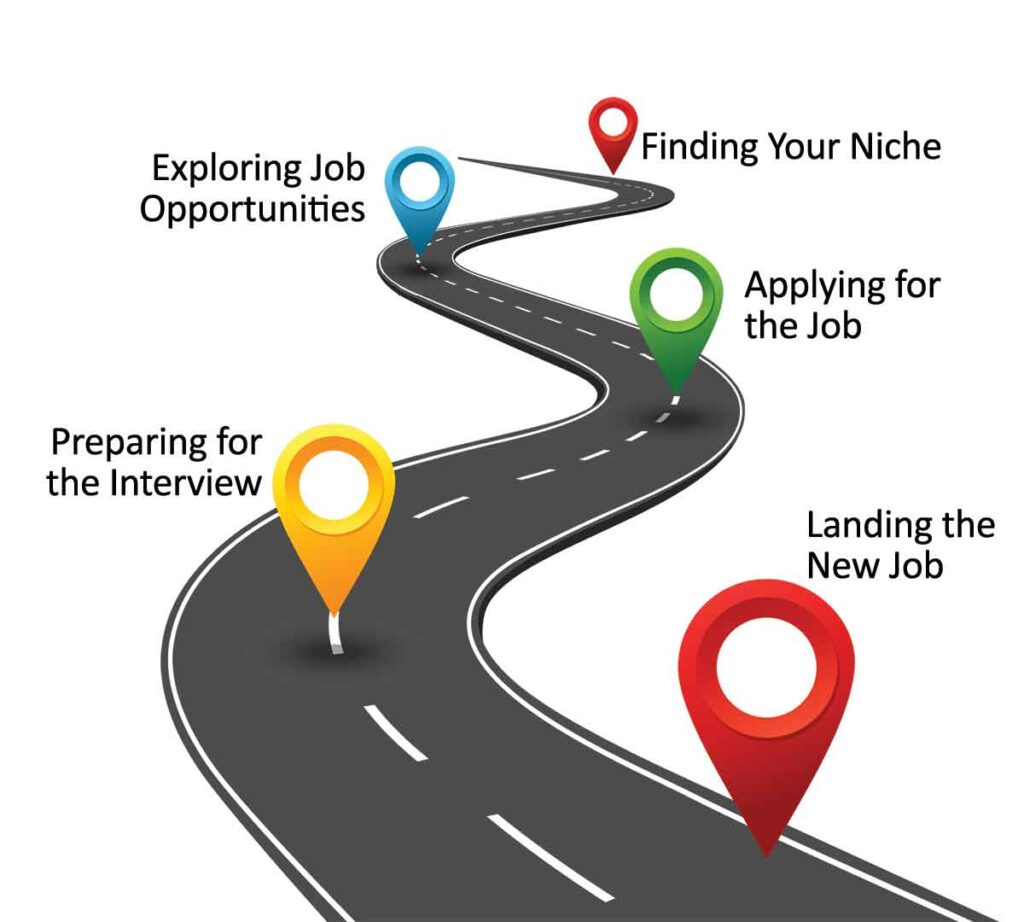 Finding Your Niche
Exploring Job
Opportunities
Applying for
the Job
Preparing for
the Interview
Landing the
New Job